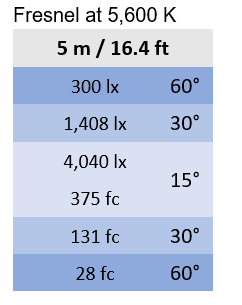 Fresnel at 5,600 K
5 m / 16.4 ft
300 lx 60°
1,408 lx 30°
4,040 lx
15°
375 fc
131 fc 30°
28 fc 60°